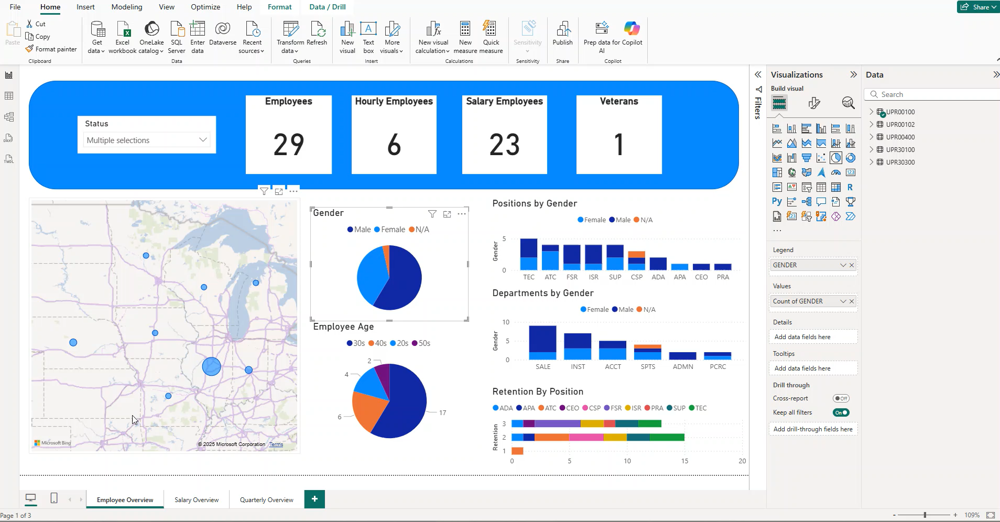 File Home Insert Modeling View Optimize Help Format Data / Drill Share
Paste Cut Copy Format painter
Get data Excel workbook OneLake catalog SQL Server Enter data Dataverse Recent sources
Transform data Refresh
New visual Text box More visuals
New visual calculation New measure Quick measure
Sensitivity Publish Prep data for AI Copilot
Clipboard Data Queries Insert Calculations Sensitivity Share Copilot
Status
Multiple selections
Employees
29
Hourly Employees
6
Salary Employees
23
Veterans
1
Microsoft Bing
© 2025 Microsoft Corporation Terms
Gender
Male Female N/A
Employee Age
30s 40s 20s 50s
2
4
6
17
Positions by Gender
Female Male N/A
Gender
5
0
TEC ATC FSR ISR SUP CSP ADA APA CEO PRA
Departments by Gender
Female Male N/A
Gender
10
5
0
SALE INST ACCT SPTS ADMN PCRC
Retention By Position
ADA APA ATC CEO CSP FSR ISR PRA SUP TEC
Retention
3
2
1
0 5 10 15 20
Filters
Visualizations
Build visual
123
R
Py
123
...
Legend
GENDER
Values
Count of GENDER
Details
Add data fields here
Tooltips
Add data fields here
Drill through
Cross-report Off
Keep all filters On
Add drill-through fields here
Data
Search
UPR00100
UPR00102
UPR00400
UPR30100
UPR30300
DAX
TMDL
Employee Overview Salary Overview Quarterly Overview +
Page 1 of 3
- + 109%